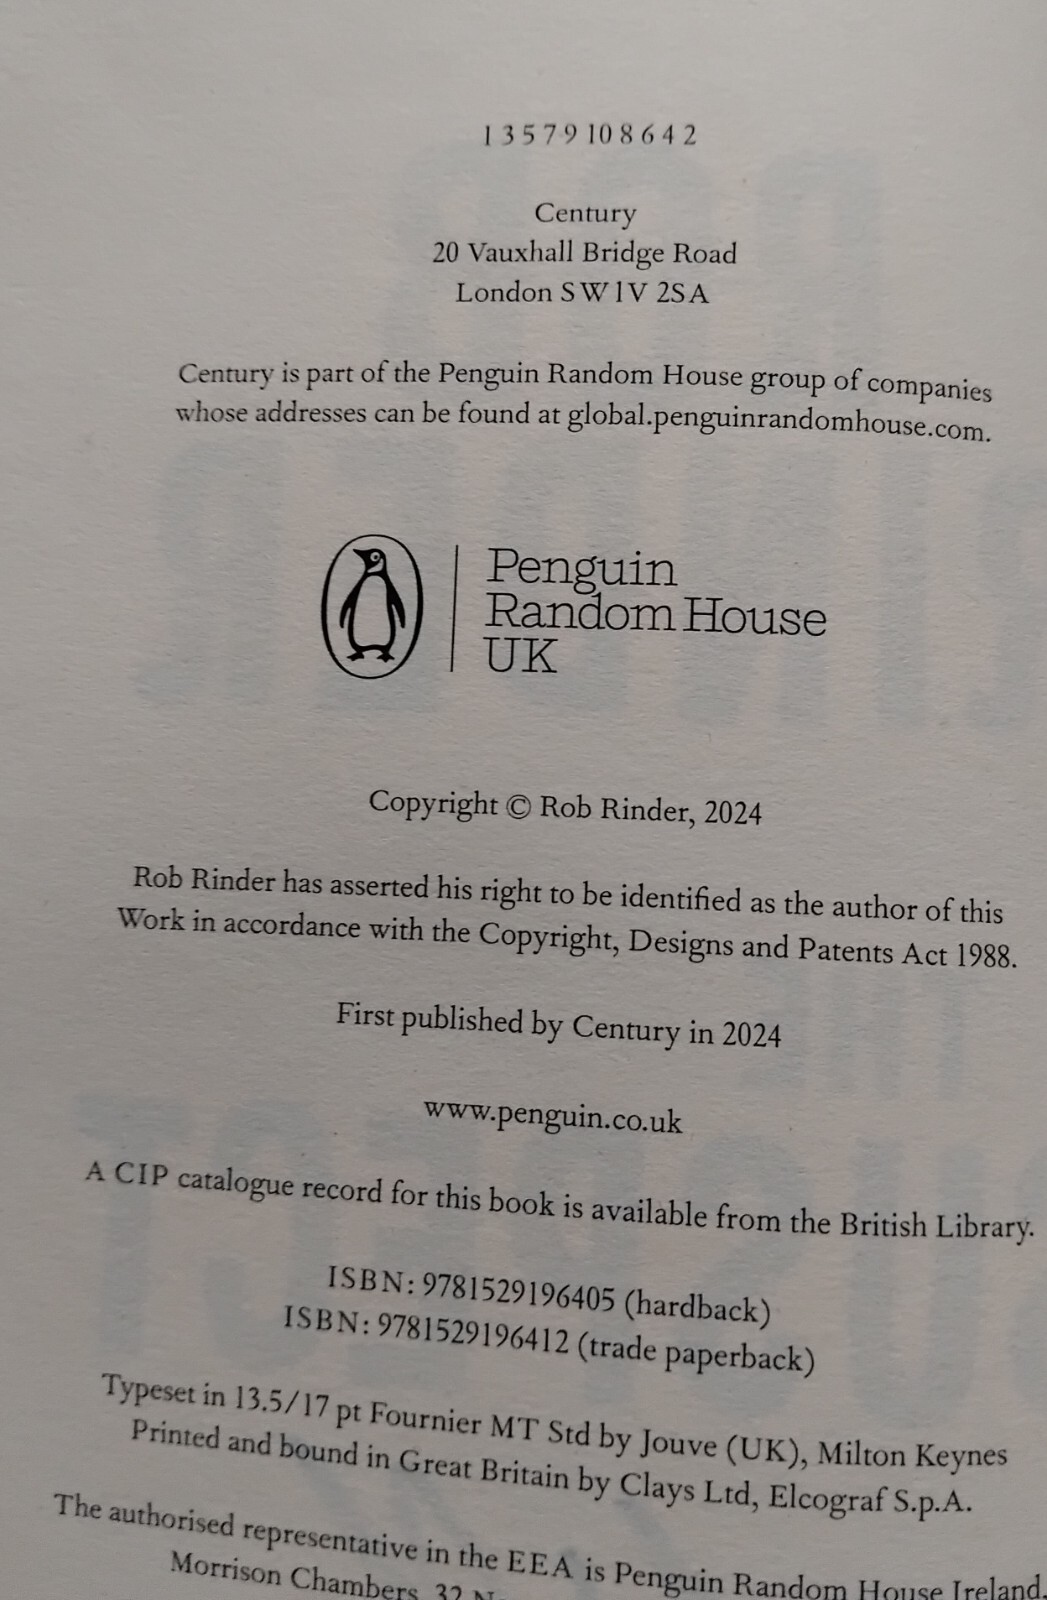 1 3 5 7 9 10 8 6 4 2
Century
20 Vauxhall Bridge Road
London SW1V 2SA
Century is part of the Penguin Random House group of companies
whose addresses can be found at global.penguinrandomhouse.com.
Penguin
Random House
UK
Copyright © Rob Rinder, 2024
Rob Rinder has asserted his right to be identified as the author of this
Work in accordance with the Copyright, Designs and Patents Act 1988.
First published by Century in 2024
www.penguin.co.uk
A CIP catalogue record for this book is available from the British Library.
ISBN: 9781529196405 (hardback)
ISBN: 9781529196412 (trade paperback)
Typeset in 13.5/17 pt Fournier MT Std by Jouve (UK), Milton Keynes
Printed and bound in Great Britain by Clays Ltd, Elcograf S.p.A.
The authorised representative in the EEA is Penguin Random House Ireland,
Morrison Chambers, 32